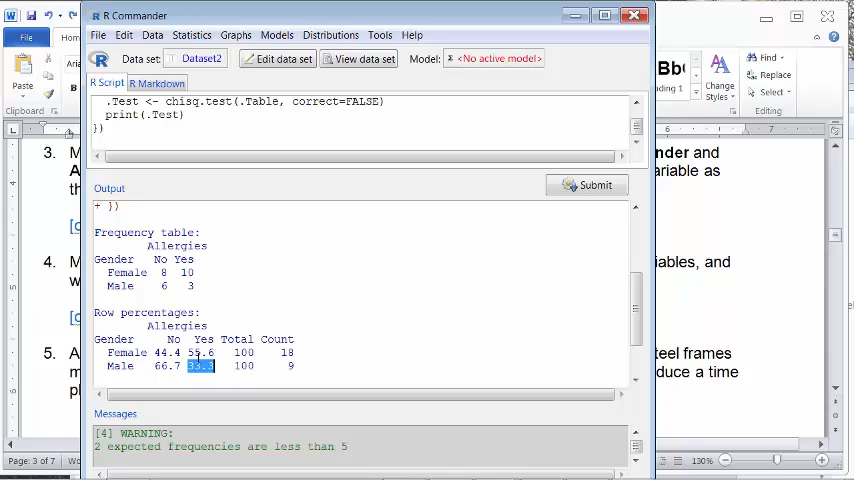 R Commander
File Edit Data Statistics Graphs Models Distributions Tools Help
Data set: Dataset2 Edit data set View data set Model: <No active model>
R Script R Markdown
.Test <- chisq.test(.Table, correct=FALSE)
print(.Test)
})
Output
Submit
+ })
Frequency table:
Allergies
Gender No Yes
Female 8 10
Male 6 3
Row percentages:
Allergies
Gender No Yes Total Count
Female 44.4 55.6 100 18
Male 66.7 33.3 100 9
Messages
[4] WARNING:
2 expected frequencies are less than 5
File
Clipboard
Paste
B
Change
Styles
Find
Replace
Select
Editing
3. M
A
th
nder and
ariable as
[c
4. M
w
iables, and
[c
5. A
m
pl
teel frames
duce a time
Page: 3 of 7
130%
6 7